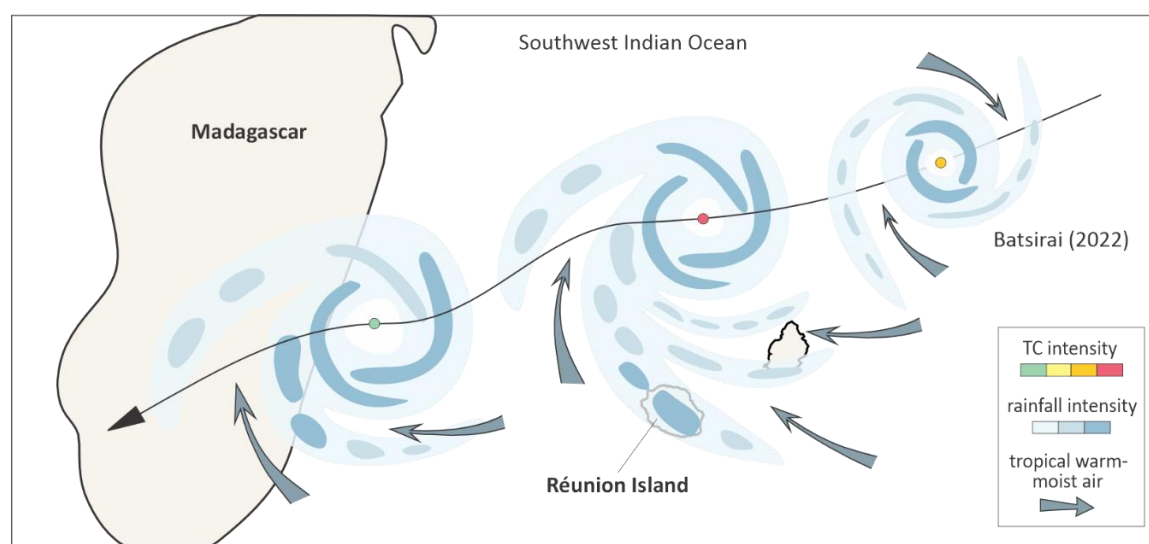 Southwest Indian Ocean
Madagascar
Batsirai (2022)
Réunion Island
TC intensity
rainfall intensity
tropical warm-
moist air